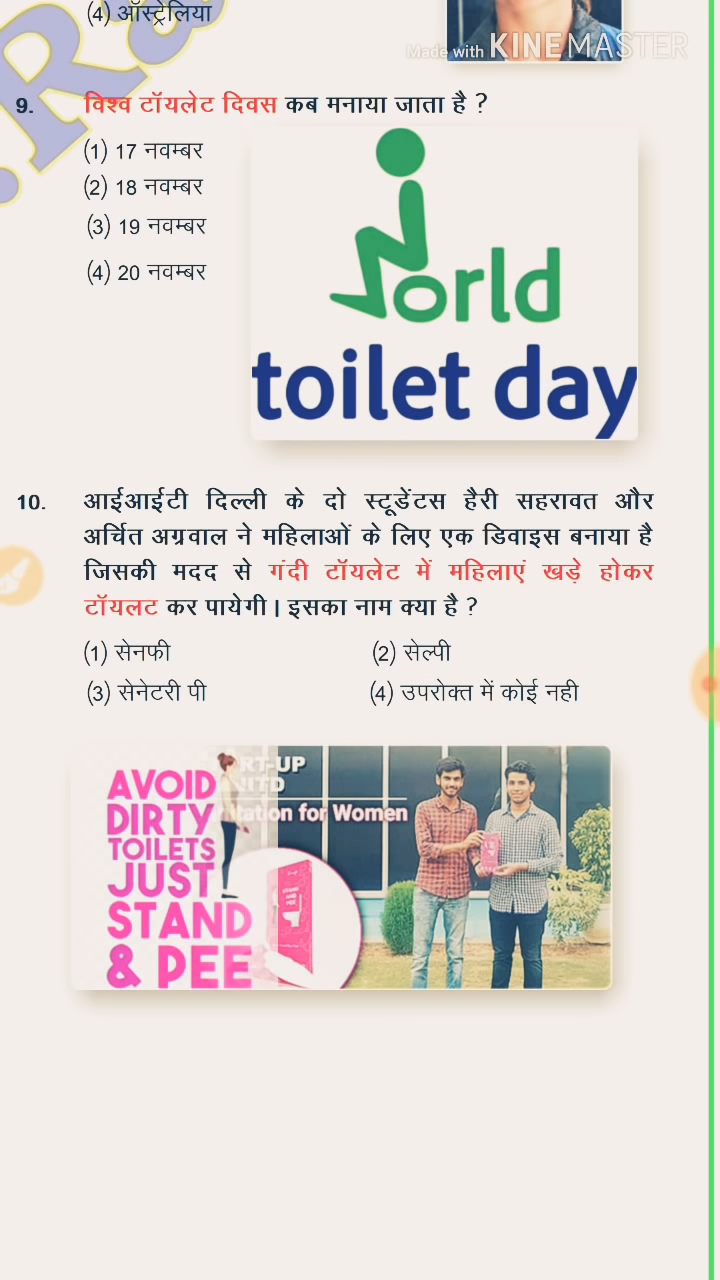 (4) ऑस्ट्रेलिया
Made with KINEMASTER
9. विश्व टॉयलेट दिवस कब मनाया जाता है ?
(1) 17 नवम्बर
(2) 18 नवम्बर
(3) 19 नवम्बर
(4) 20 नवम्बर
World
toilet day
10. आईआईटी दिल्ली के दो स्टूडेंटस हैरी सहरावत और
अर्चित अग्रवाल ने महिलाओं के लिए एक डिवाइस बनाया है
जिसकी मदद से गंदी टॉयलेट में महिलाएं खड़े होकर
टॉयलट कर पायेगी। इसका नाम क्या है ?
(1) सेनफी (2) सेल्पी
(3) सेनेटरी पी (4) उपरोक्त में कोई नही
AVOID
DIRTY
TOILETS
JUST
STAND
& PEE
RT-UP
IITD
tation for Women